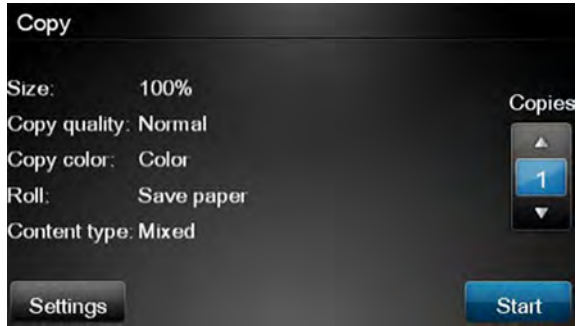 Copy
Size: 100%
Copy quality: Normal
Copy color: Color
Roll: Save paper
Content type: Mixed
Copies
1
Settings
Start